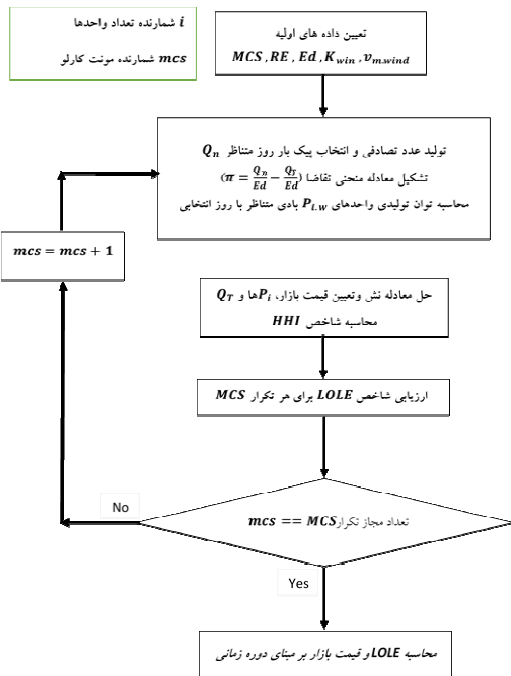 i شمارنده تعداد واحدها
mcs شمارنده مونت کارلو
تعیین داده های اولیه
MCS ,RE , Ed , K_win , v_m.wind
تولید عدد تصادفی و انتخاب پیک بار روز متناظر Q_n
تشکیل معادله منحنی تقاضا (π = Q_n/Ed − Q_T/Ed)
محاسبه توان تولیدی واحدهای P_i.w بادی متناظر با روز انتخابی
mcs = mcs + 1
حل معادله نش وتعیین قیمت بازار، P_iها و Q_T
محاسبه شاخص HHI
ارزیابی شاخص LOLE برای هر تکرار MCS
تعداد مجاز تکرار mcs == MCS
No
Yes
محاسبه LOLE و قیمت بازار بر مبنای دوره زمانی